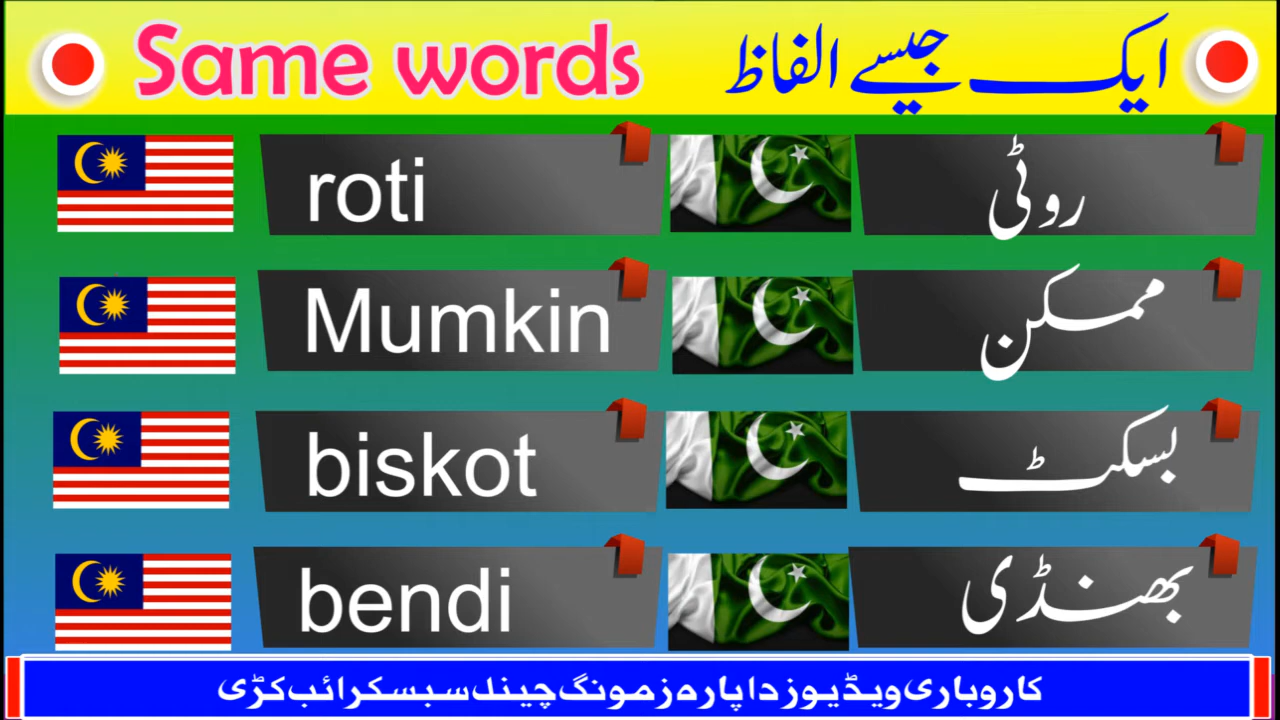 Same words ایک جیسے الفاظ
roti روٹی
Mumkin ممکن
biskot بسکٹ
bendi بھنڈی
کاروباری ویڈیوز دا پارہ زمونگ چینل سبسکرائب کڑی